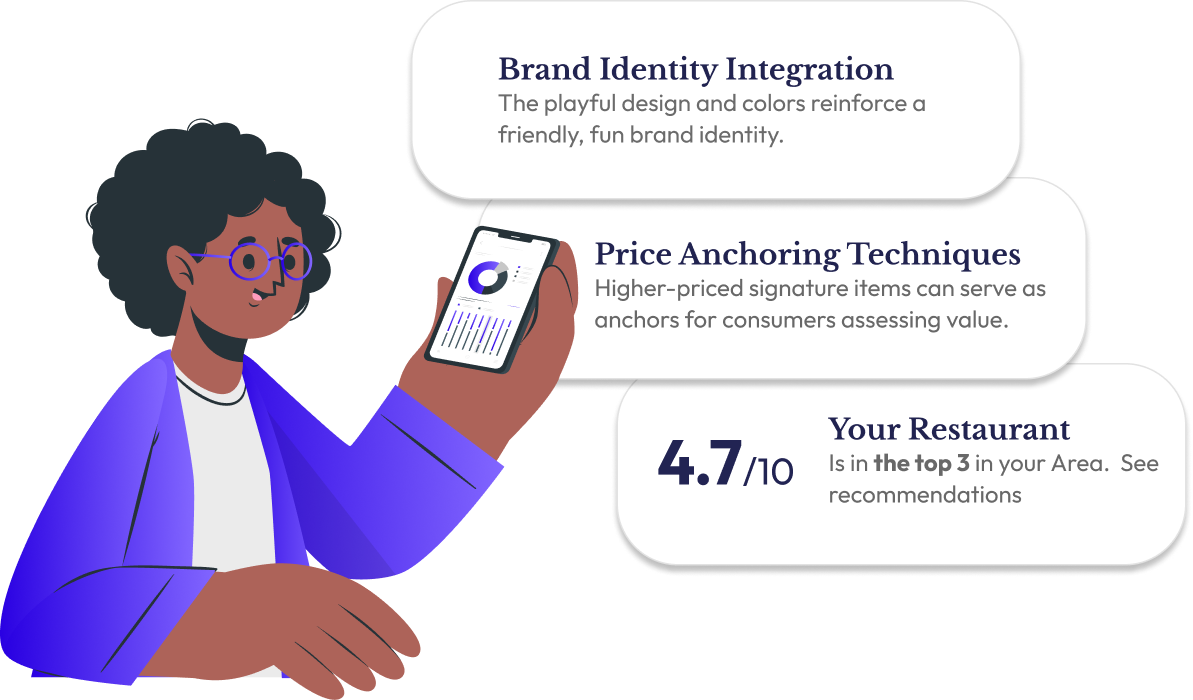 Brand Identity Integration
The playful design and colors reinforce a
friendly, fun brand identity.
Price Anchoring Techniques
Higher-priced signature items can serve as
anchors for consumers assessing value.
4.7/10
Your Restaurant
Is in the top 3 in your Area.  See
recommendations